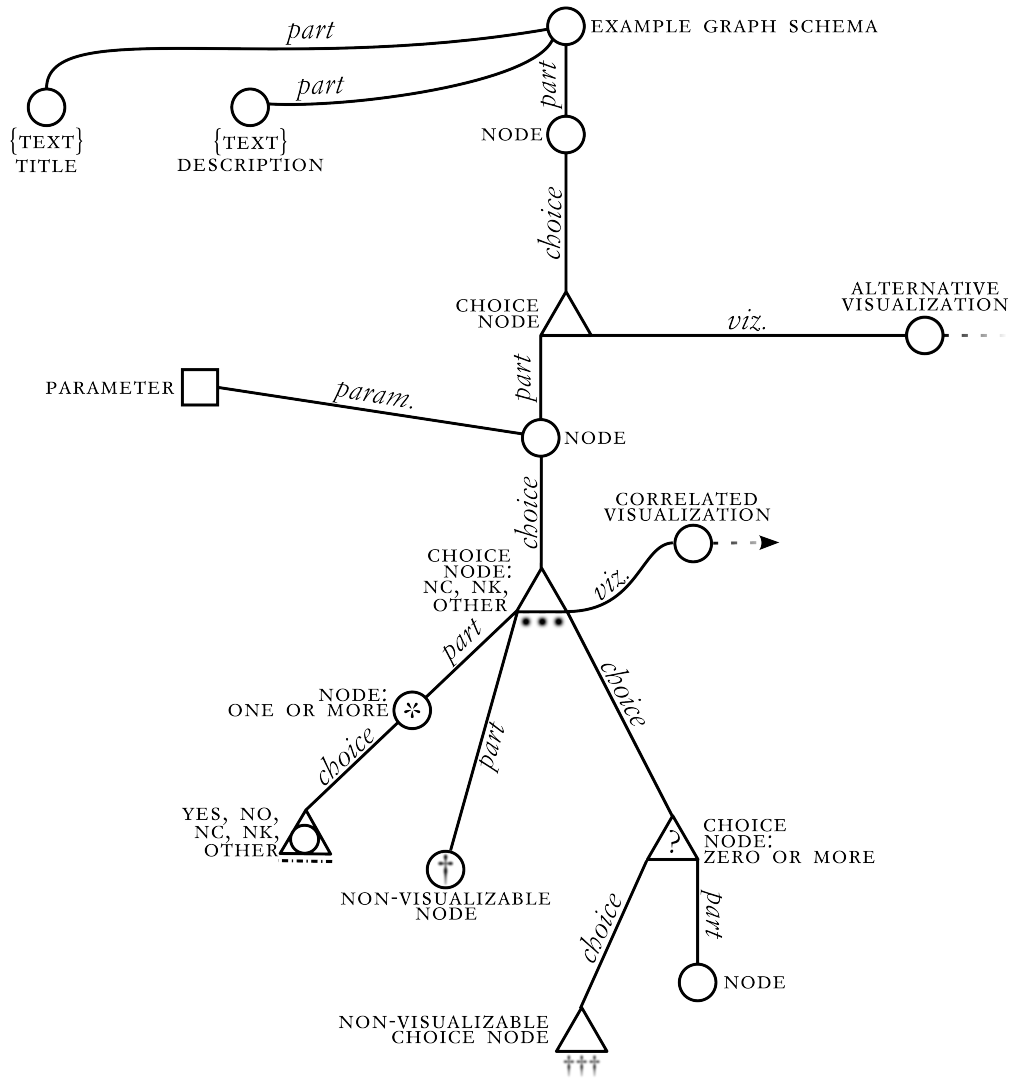 part
EXAMPLE GRAPH SCHEMA
part
part
{TEXT}
TITLE
{TEXT}
DESCRIPTION
NODE
choice
CHOICE
NODE
ALTERNATIVE
VISUALIZATION
viz.
part
PARAMETER
param.
NODE
choice
CORRELATED
VISUALIZATION
viz.
CHOICE
NODE:
NC, NK,
OTHER
•••
part
part
choice
NODE:
ONE OR MORE
*
choice
YES, NO,
NC, NK,
OTHER
†
NON-VISUALIZABLE
NODE
?
CHOICE
NODE:
ZERO OR MORE
choice
part
NODE
NON-VISUALIZABLE
CHOICE NODE
†††